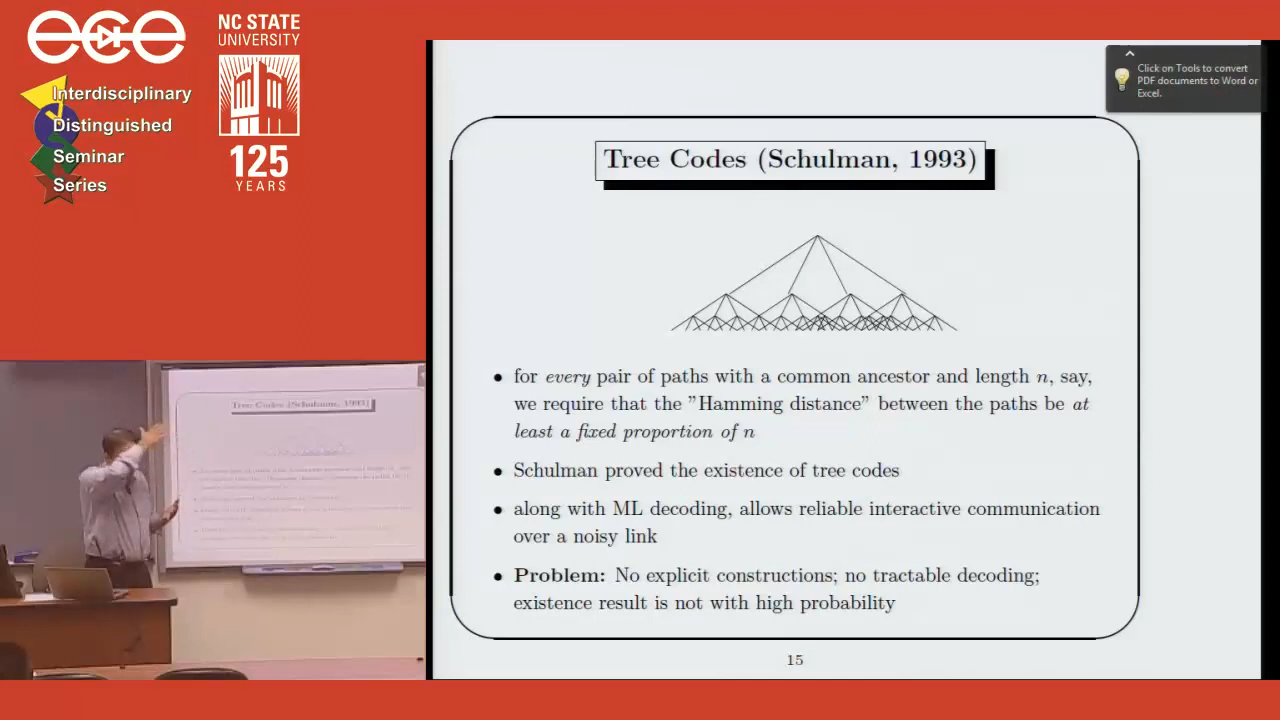 ece
NC STATE
UNIVERSITY
125
YEARS
Interdisciplinary
Distinguished
Seminar
Series
Click on Tools to convert
PDF documents to Word or
Excel.
Tree Codes (Schulman, 1993)
• for every pair of paths with a common ancestor and length n, say,
we require that the ”Hamming distance” between the paths be at
least a fixed proportion of n
• Schulman proved the existence of tree codes
• along with ML decoding, allows reliable interactive communication
over a noisy link
• Problem: No explicit constructions; no tractable decoding;
existence result is not with high probability
15
Tree Codes (Schulman, 1993)